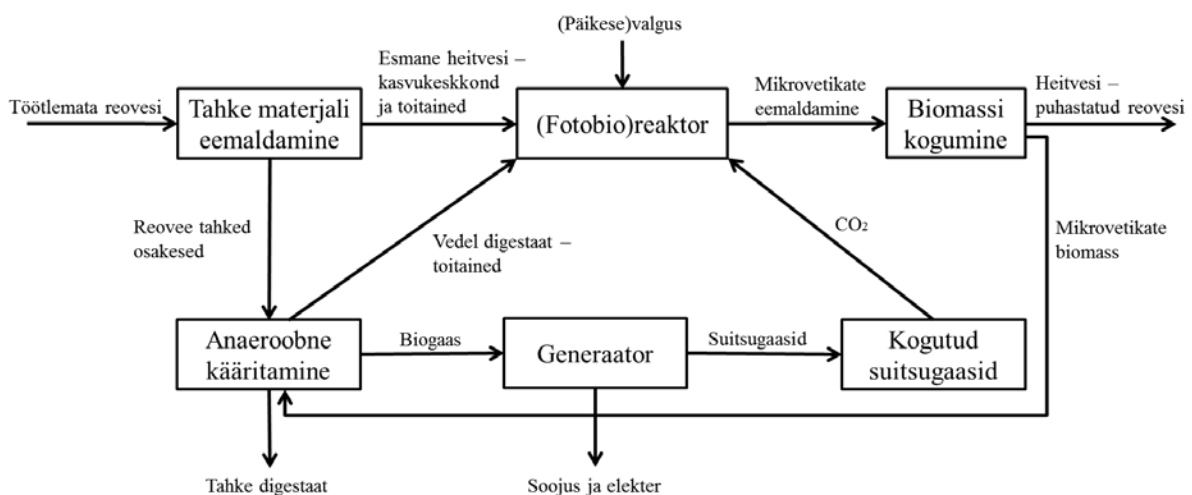 (Päikese)valgus
Töötlemata reovesi
Tahke materjali
eemaldamine
Esmane heitvesi –
kasvukeskkond
ja toitained
(Fotobio)reaktor
Mikrovetikate
eemaldamine
Biomassi
kogumine
Heitvesi –
puhastatud reovesi
Reovee tahked
osakesed
Vedel digestaat –
toitained
CO₂
Mikrovetikate
biomass
Anaeroobne
kääritamine
Biogaas
Generaator
Suitsugaasid
Kogutud
suitsugaasid
Tahke digestaat
Soojus ja elekter